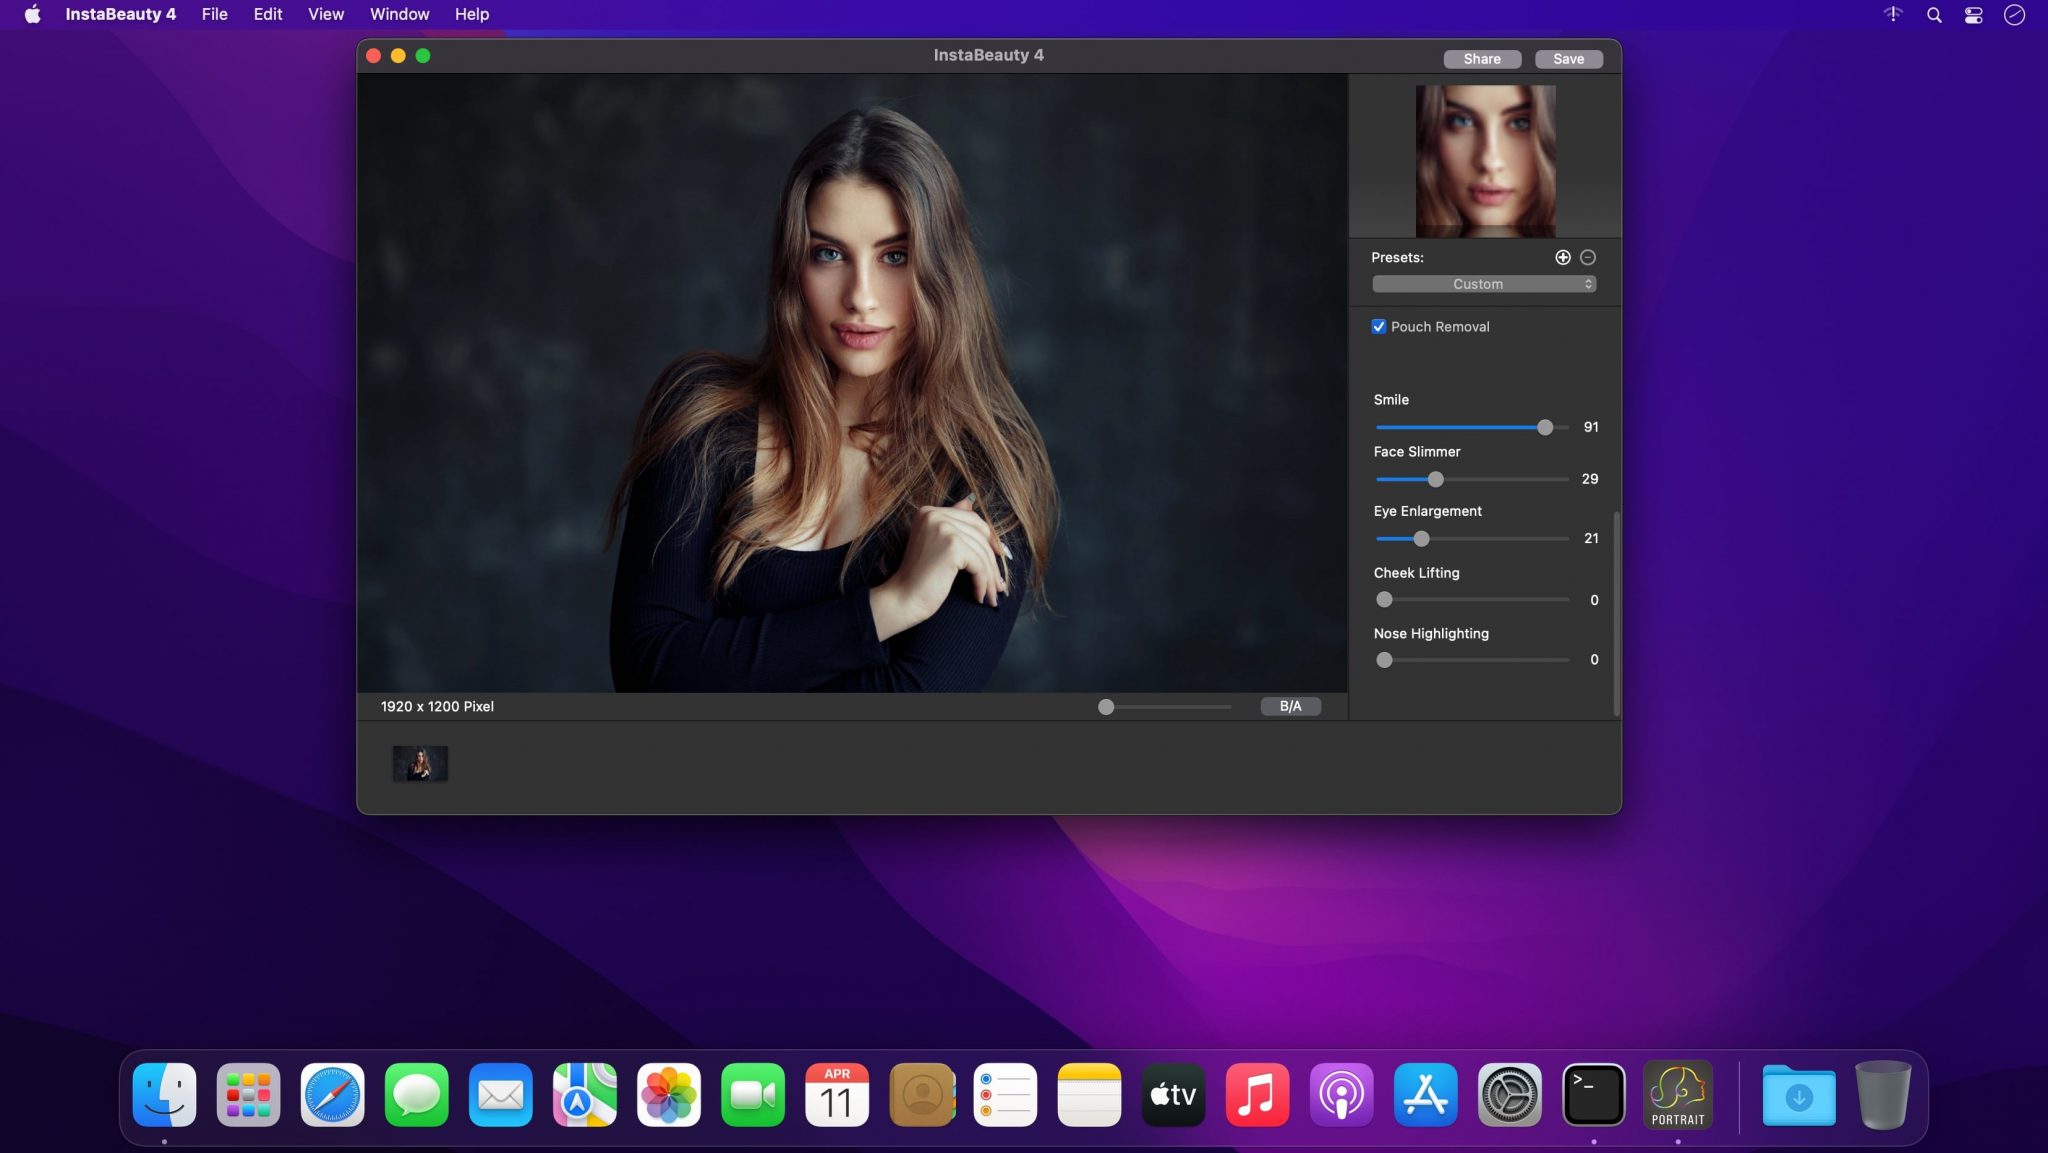 InstaBeauty 4 File Edit View Window Help
InstaBeauty 4
Share Save
Presets:
Custom
Pouch Removal
Smile
91
Face Slimmer
29
Eye Enlargement
21
Cheek Lifting
0
Nose Highlighting
0
1920 x 1200 Pixel
B/A
APR
11
tv
>_
PORTRAIT